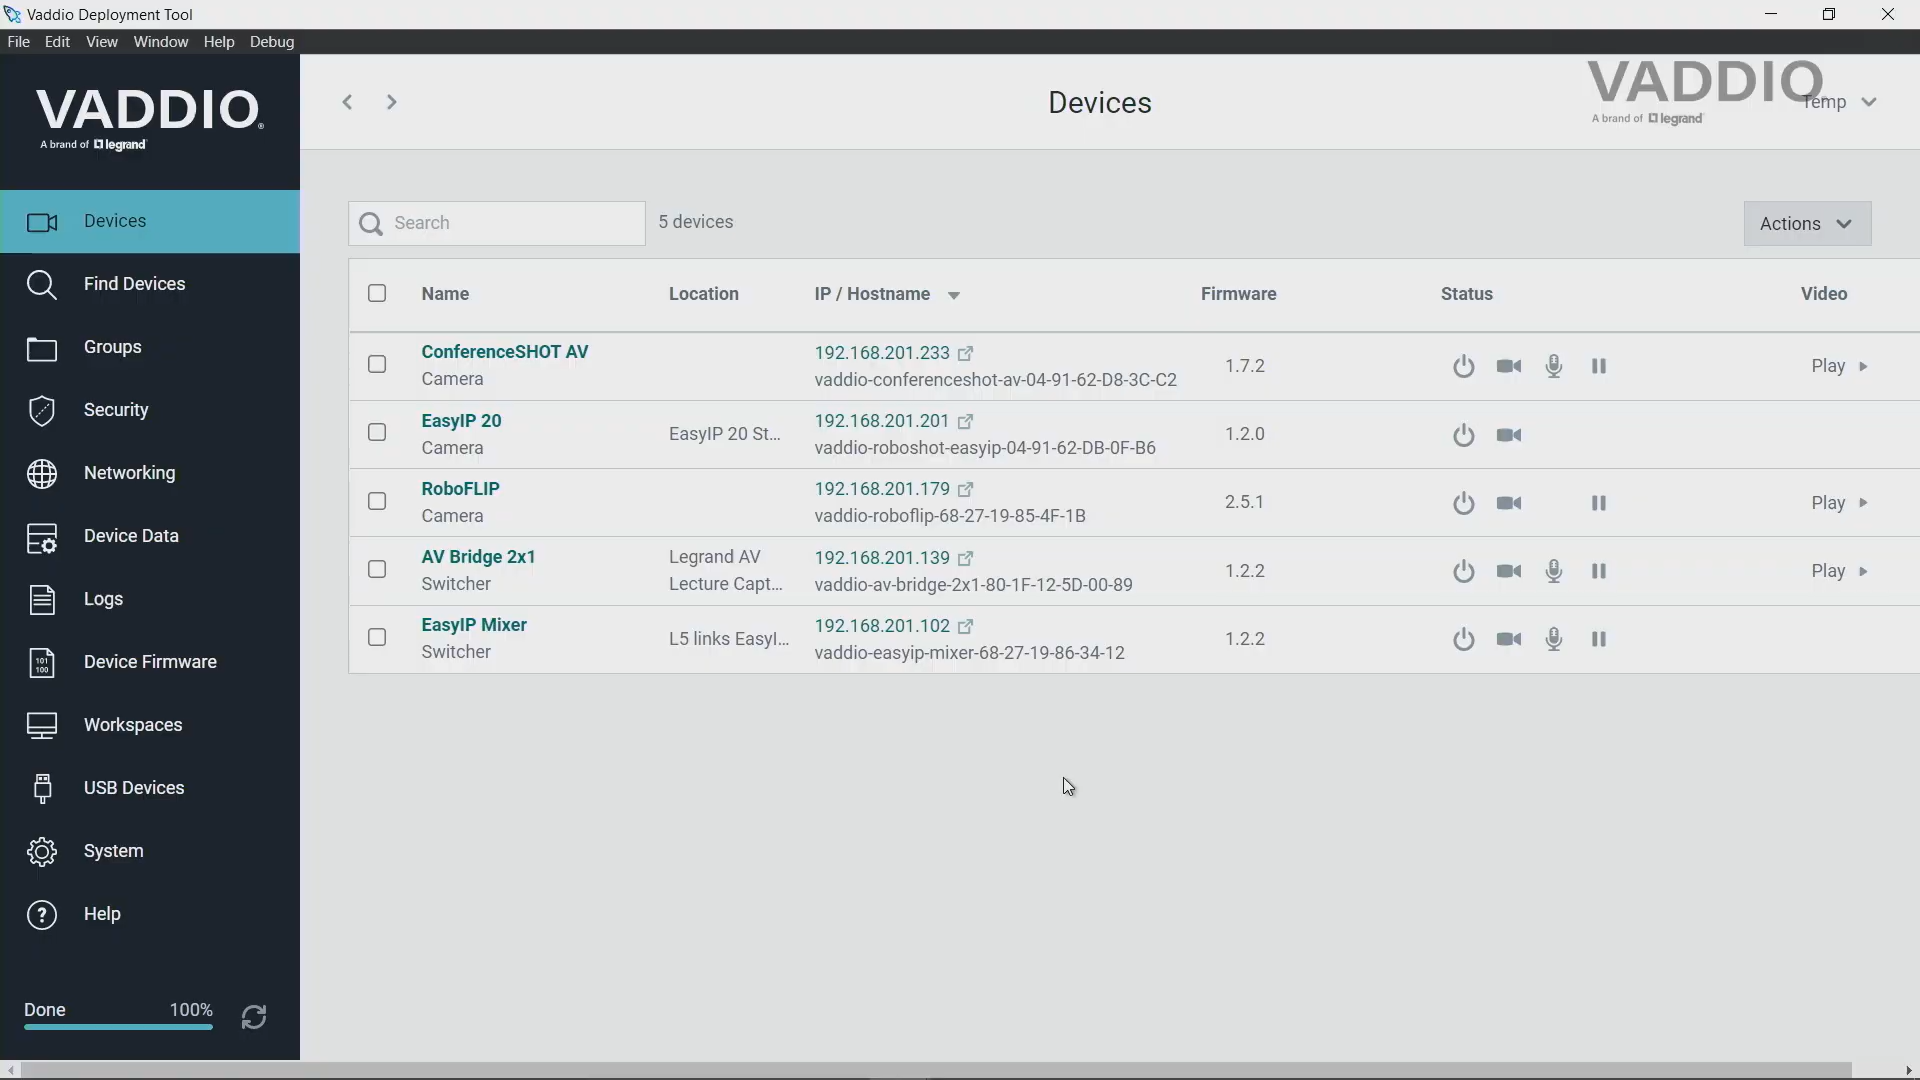 Vaddio Deployment Tool
File Edit View Window Help Debug
VADDIO
A brand of legrand
Devices
VADDIO
A brand of legrand
Temp
Devices
Find Devices
Groups
Security
Networking
Device Data
Logs
101
100
Device Firmware
Workspaces
USB Devices
System
? Help
Done 100%
Search
5 devices
Actions
Name Location IP / Hostname Firmware Status Video
ConferenceSHOT AV
Camera
192.168.201.233
vaddio-conferenceshot-av-04-91-62-D8-3C-C2
1.7.2
Play
EasyIP 20
Camera
EasyIP 20 St...
192.168.201.201
vaddio-roboshot-easyip-04-91-62-DB-0F-B6
1.2.0
RoboFLIP
Camera
192.168.201.179
vaddio-roboflip-68-27-19-85-4F-1B
2.5.1
Play
AV Bridge 2x1
Switcher
Legrand AV
Lecture Capt...
192.168.201.139
vaddio-av-bridge-2x1-80-1F-12-5D-00-89
1.2.2
Play
EasyIP Mixer
Switcher
L5 links EasyI...
192.168.201.102
vaddio-easyip-mixer-68-27-19-86-34-12
1.2.2